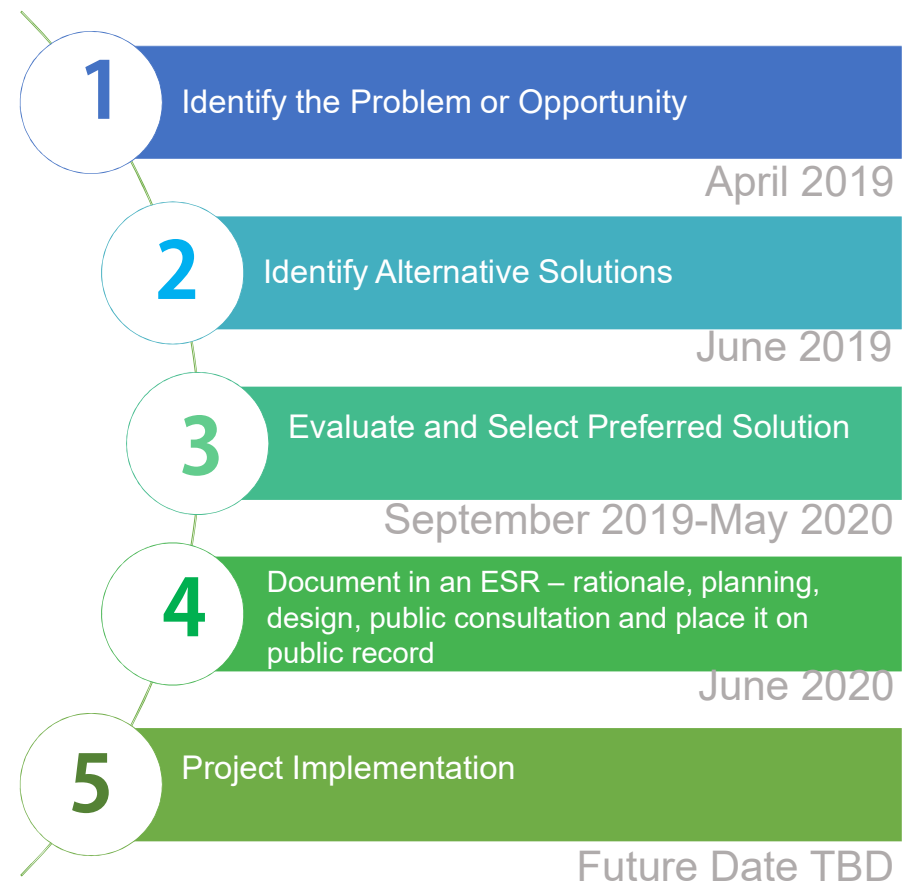 1
Identify the Problem or Opportunity
April 2019
2
Identify Alternative Solutions
June 2019
3
Evaluate and Select Preferred Solution
September 2019-May 2020
4
Document in an ESR – rationale, planning,
design, public consultation and place it on
public record
June 2020
5
Project Implementation
Future Date TBD